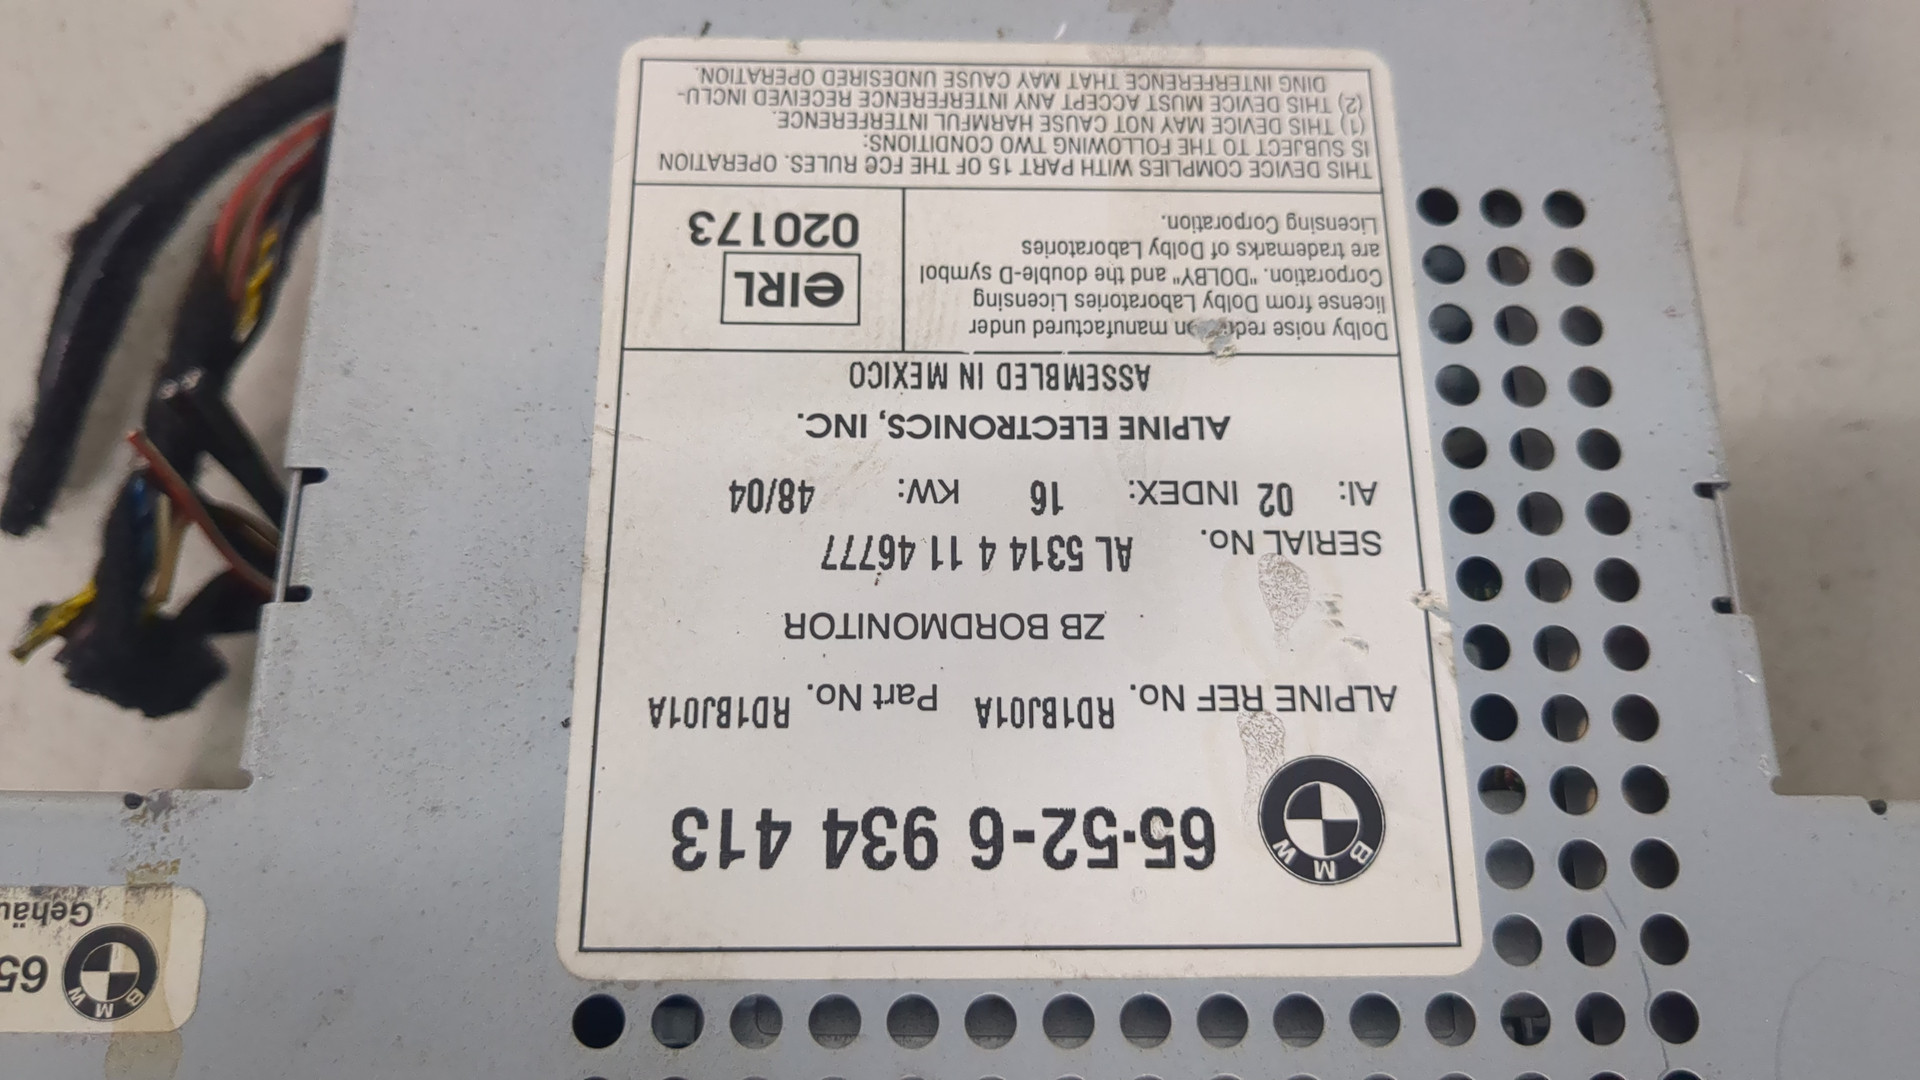 65-52-6 934 413
BMW
ALPINE REF No. RD1BJ01A Part No. RD1BJ01A
ZB BORDMONITOR
SERIAL No. AL 5314 4 11 46777
AI: 02 INDEX: 16 KW: 48/04
ALPINE ELECTRONICS, INC.
ASSEMBLED IN MEXICO
Dolby noise reduction manufactured under
license from Dolby Laboratories Licensing
Corporation. "DOLBY" and the double-D symbol
are trademarks of Dolby Laboratories
Licensing Corporation.
eIRL
020173
THIS DEVICE COMPLIES WITH PART 15 OF THE FCC RULES. OPERATION
IS SUBJECT TO THE FOLLOWING TWO CONDITIONS:
(1) THIS DEVICE MAY NOT CAUSE HARMFUL INTERFERENCE.
(2) THIS DEVICE MUST ACCEPT ANY INTERFERENCE RECEIVED INCLU-
DING INTERFERENCE THAT MAY CAUSE UNDESIRED OPERATION.
BMW
65